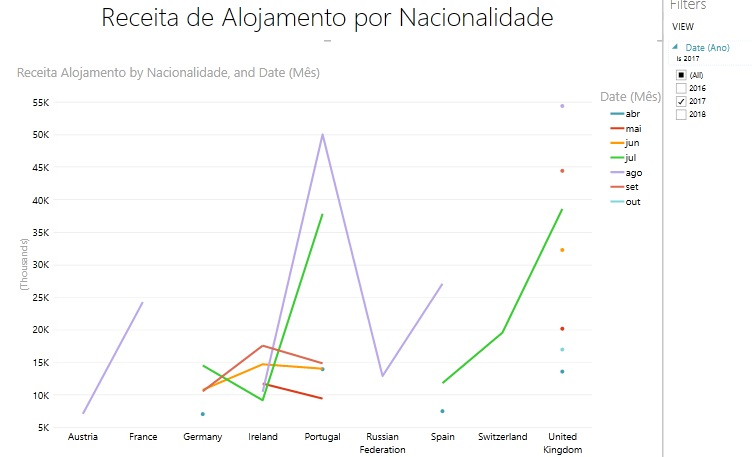 Receita de Alojamento por Nacionalidade
Filters
VIEW
Date (Ano)
is 2017
(All)
2016
2017
2018
Receita Alojamento by Nacionalidade, and Date (Mês)
Date (Mês)
abr
mai
jun
jul
ago
set
out
(Thousands)
55K
50K
45K
40K
35K
30K
25K
20K
15K
10K
5K
Austria
France
Germany
Ireland
Portugal
Russian
Federation
Spain
Switzerland
United
Kingdom